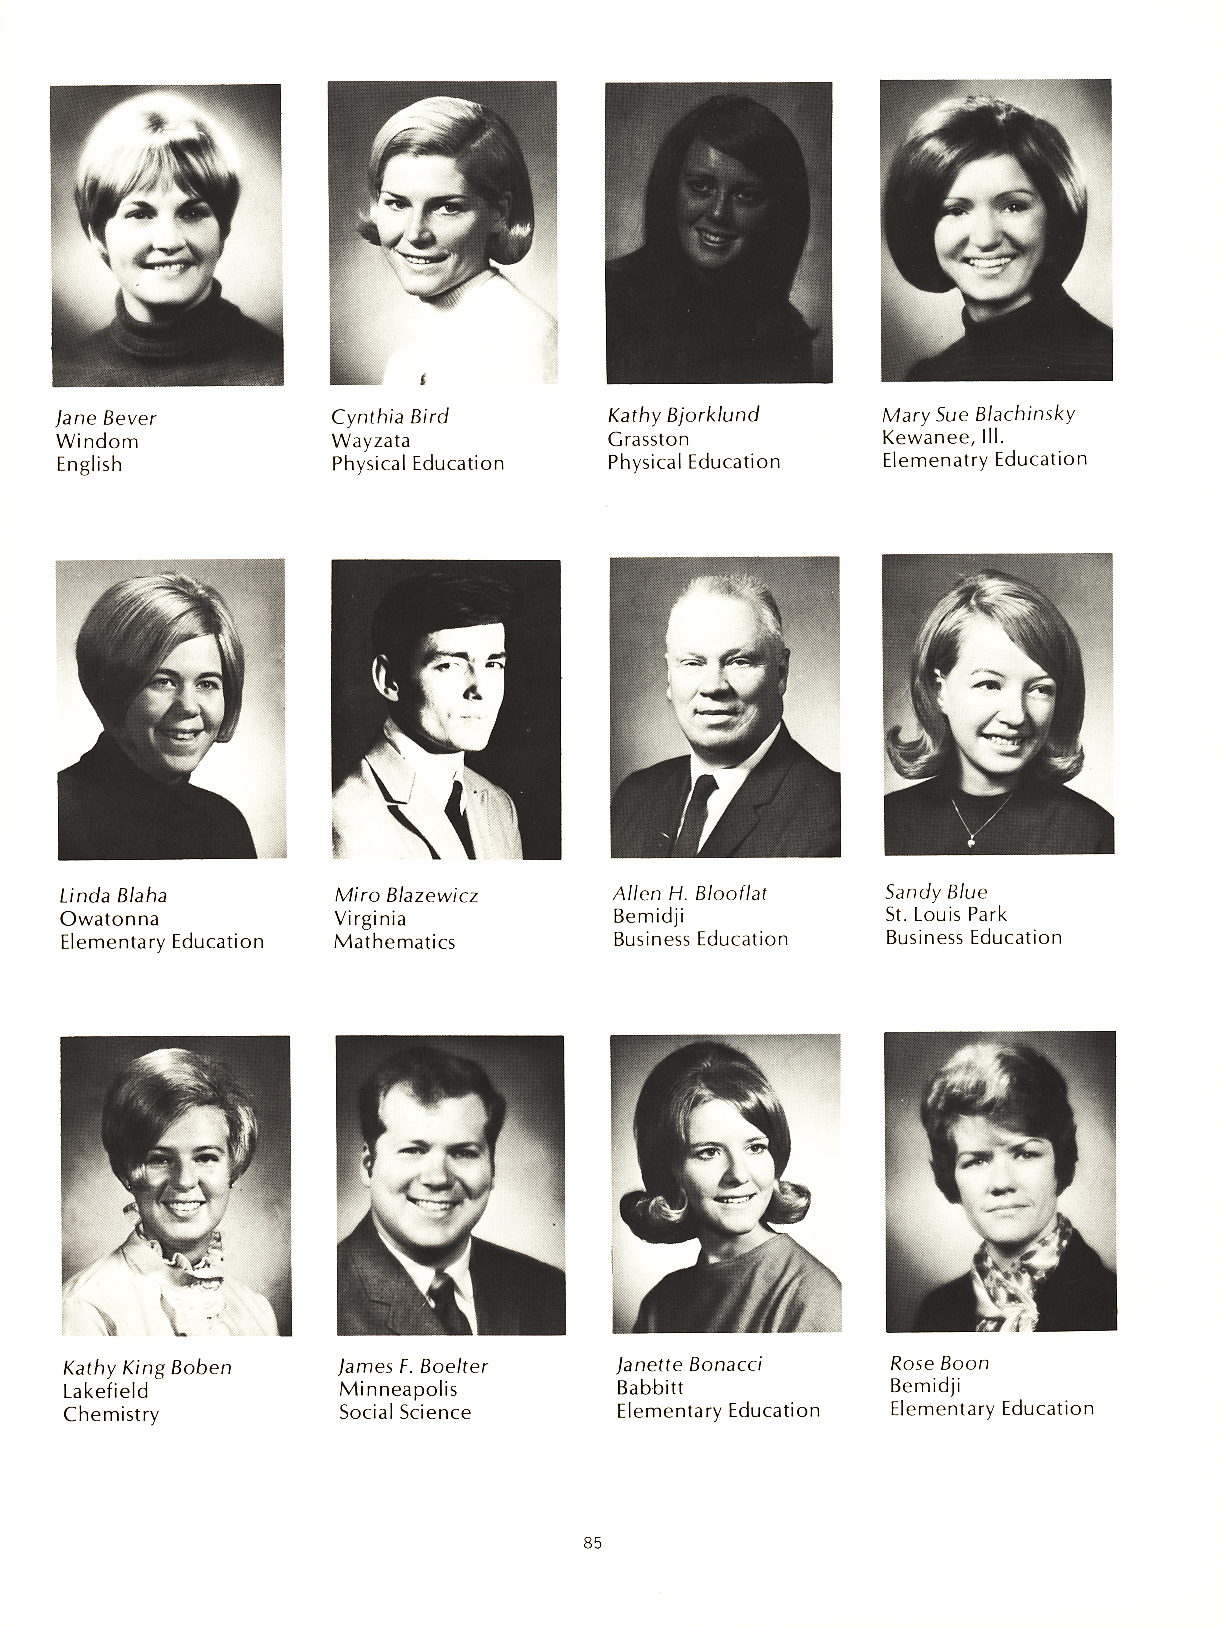 Jane Bever
Windom
English
Cynthia Bird
Wayzata
Physical Education
Kathy Bjorklund
Grasston
Physical Education
Mary Sue Blachinsky
Kewanee, Ill.
Elemenatry Education
Linda Blaha
Owatonna
Elementary Education
Miro Blazewicz
Virginia
Mathematics
Allen H. Blooflat
Bemidji
Business Education
Sandy Blue
St. Louis Park
Business Education
Kathy King Boben
Lakefield
Chemistry
James F. Boelter
Minneapolis
Social Science
Janette Bonacci
Babbitt
Elementary Education
Rose Boon
Bemidji
Elementary Education
85